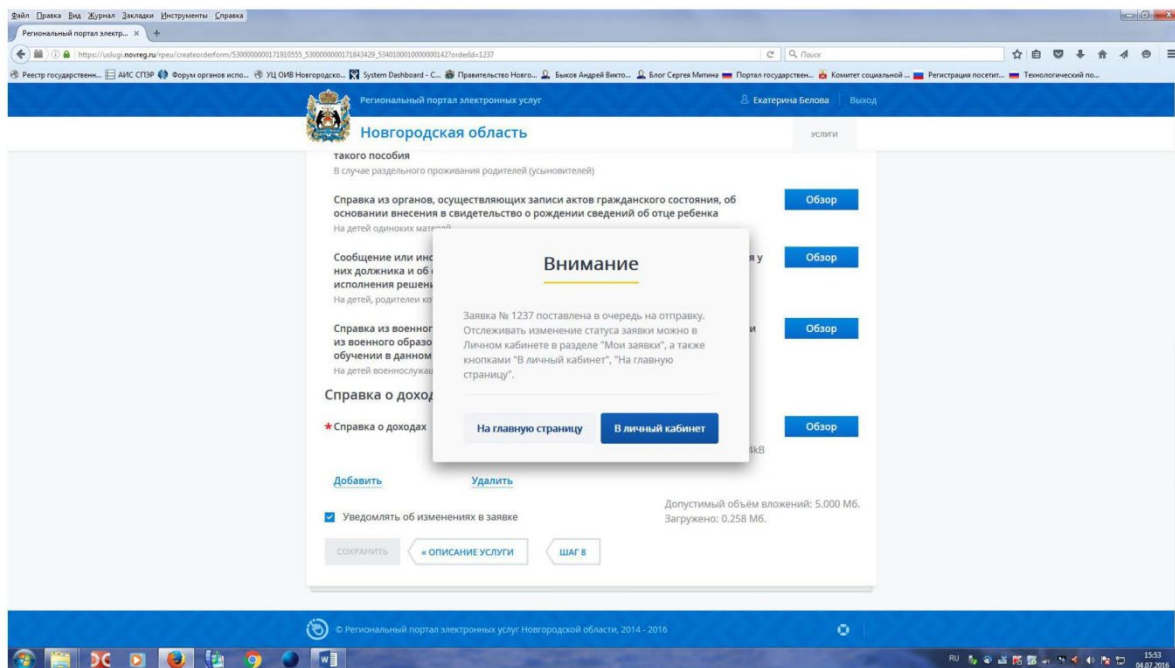 Файл Правка Вид Журнал Закладки Инструменты Справка
Региональный портал электр... × +
https://uslugi.novreg.ru/rpeu/createorderform/5300000000171910555_5300000000171843429_5340100010000000142?orderId=1237
Поиск
Реестр государственн... АИС СПЭР Форум органов испо... УЦ ОИВ Новгородско... System Dashboard - C... Правительство Новго... Быков Андрей Викто... Блог Сергея Митина Портал государствен... Комитет социальной ... Регистрация посетит... Технологический по...
Региональный портал электронных услуг
Екатерина Белова Выход
Новгородская область
УСЛУГИ
такого пособия
В случае раздельного проживания родителей (усыновителей)
Справка из органов, осуществляющих записи актов гражданского состояния, об
основании внесения в свидетельство о рождении сведений об отце ребенка
Обзор
На детей одиноких матерей
Сообщение или инс
я у
них должника и об
исполнения решени
Обзор
На детей, родители ко
Справка из военног
и
из военного образо
обучении в данном
Обзор
На детей военнослужащ
Справка о доход
* Справка о доходах
Обзор
4kB
Внимание
Заявка № 1237 поставлена в очередь на отправку.
Отслеживать изменение статуса заявки можно в
Личном кабинете в разделе "Мои заявки", а также
кнопками "В личный кабинет", "На главную
страницу".
На главную страницу В личный кабинет
Добавить Удалить
Допустимый объём вложений: 5.000 Мб.
Загружено: 0.258 Мб.
Уведомлять об изменениях в заявке
СОХРАНИТЬ « ОПИСАНИЕ УСЛУГИ ШАГ 8
© Региональный портал электронных услуг Новгородской области, 2014 - 2016
RU
15:53
04.07.2016